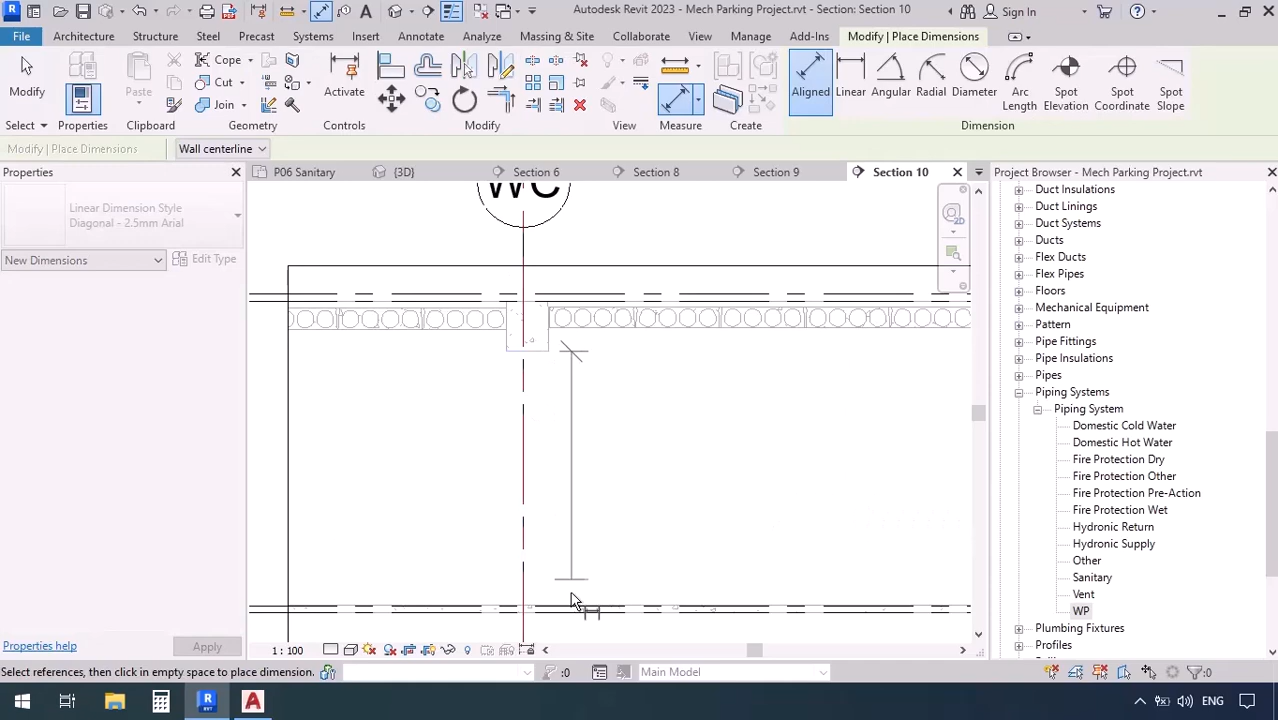 Autodesk Revit 2023 - Mech Parking Project.rvt - Section: Section 10
Sign In
File
Architecture
Structure
Steel
Precast
Systems
Insert
Annotate
Analyze
Massing & Site
Collaborate
View
Manage
Add-Ins
Modify | Place Dimensions
Modify
Paste
Cope
Cut
Join
Activate
Aligned
Linear
Angular
Radial
Diameter
Arc Length
Spot Elevation
Spot Coordinate
Spot Slope
Select
Properties
Clipboard
Geometry
Controls
Modify
View
Measure
Create
Dimension
Modify | Place Dimensions
Wall centerline
Properties
P06 Sanitary
{3D}
Section 6
Section 8
Section 9
Section 10
Project Browser - Mech Parking Project.rvt
Linear Dimension Style
Diagonal - 2.5mm Arial
New Dimensions
Edit Type
WC
2D
Duct Insulations
Duct Linings
Duct Systems
Ducts
Flex Ducts
Flex Pipes
Floors
Mechanical Equipment
Pattern
Pipe Fittings
Pipe Insulations
Pipes
Piping Systems
Piping System
Domestic Cold Water
Domestic Hot Water
Fire Protection Dry
Fire Protection Other
Fire Protection Pre-Action
Fire Protection Wet
Hydronic Return
Hydronic Supply
Other
Sanitary
Vent
WP
Plumbing Fixtures
Profiles
Properties help
Apply
1 : 100
Select references, then click in empty space to place dimension.
:0
Main Model
:0
ENG